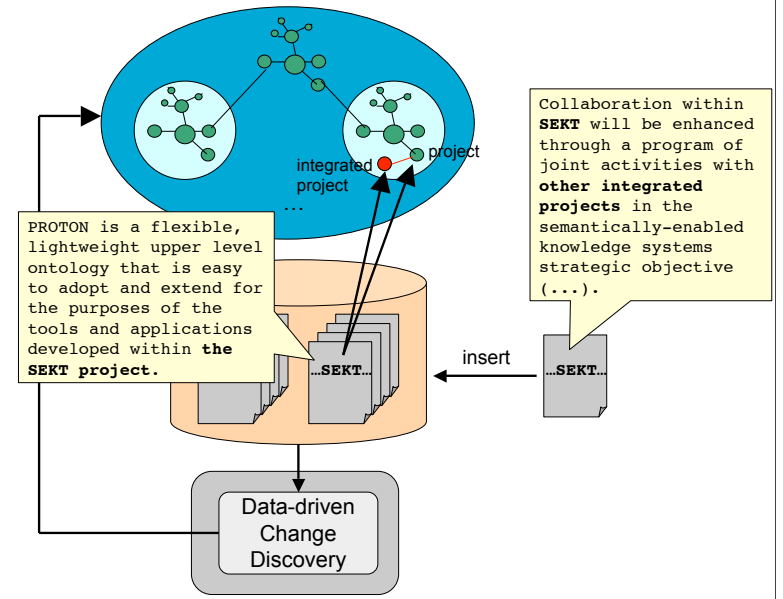 integrated
project
project
...
Collaboration within
SEKT will be enhanced
through a program of
joint activities with
other integrated
projects in the
semantically-enabled
knowledge systems
strategic objective
(...).
PROTON is a flexible,
lightweight upper level
ontology that is easy
to adopt and extend for
the purposes of the
tools and applications
developed within the
SEKT project.
...SEKT...
insert
...SEKT...
Data-driven
Change
Discovery